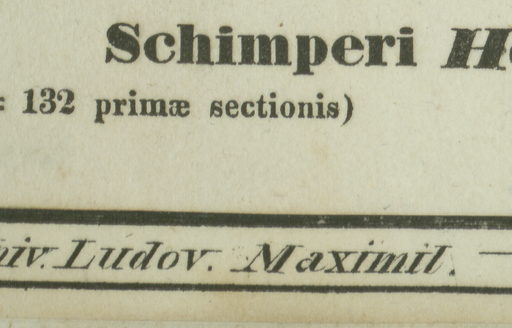 Schimperi
: 132 primæ sectionis)
Ludov. Maximil.